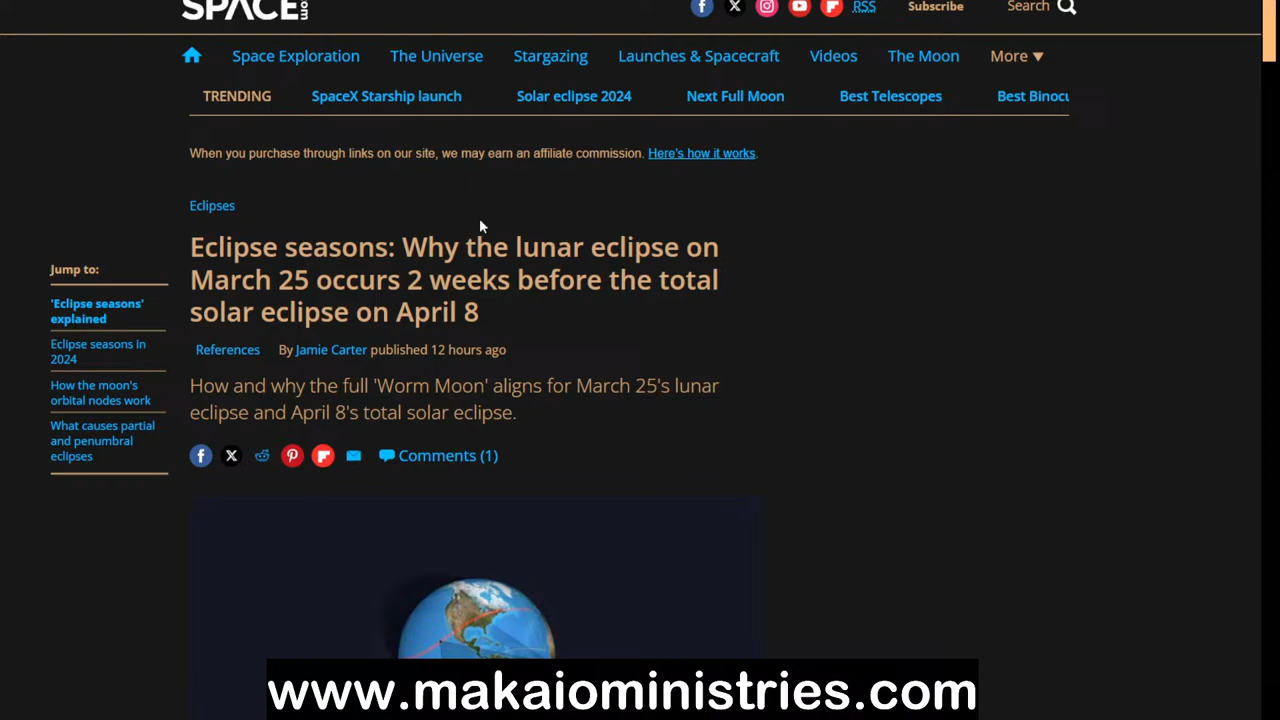 SPACE.com
RSS
Subscribe
Search
Space Exploration
The Universe
Stargazing
Launches & Spacecraft
Videos
The Moon
More ▼
TRENDING
SpaceX Starship launch
Solar eclipse 2024
Next Full Moon
Best Telescopes
Best Binocu
When you purchase through links on our site, we may earn an affiliate commission. Here's how it works.
Eclipses
Eclipse seasons: Why the lunar eclipse on
March 25 occurs 2 weeks before the total
solar eclipse on April 8
References By Jamie Carter published 12 hours ago
How and why the full 'Worm Moon' aligns for March 25's lunar
eclipse and April 8's total solar eclipse.
Comments (1)
Jump to:
'Eclipse seasons'
explained
Eclipse seasons in
2024
How the moon's
orbital nodes work
What causes partial
and penumbral
eclipses
www.makaioministries.com